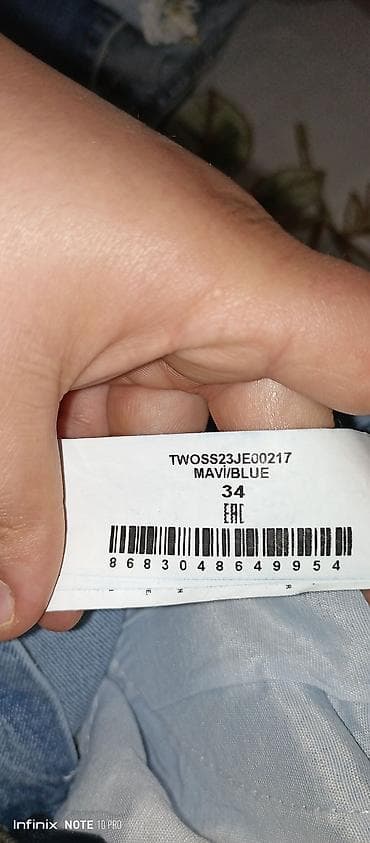 TWOSS23JE00217
MAVİ/BLUE
34
EAC
8683048649954
Infinix NOTE 10 PRO